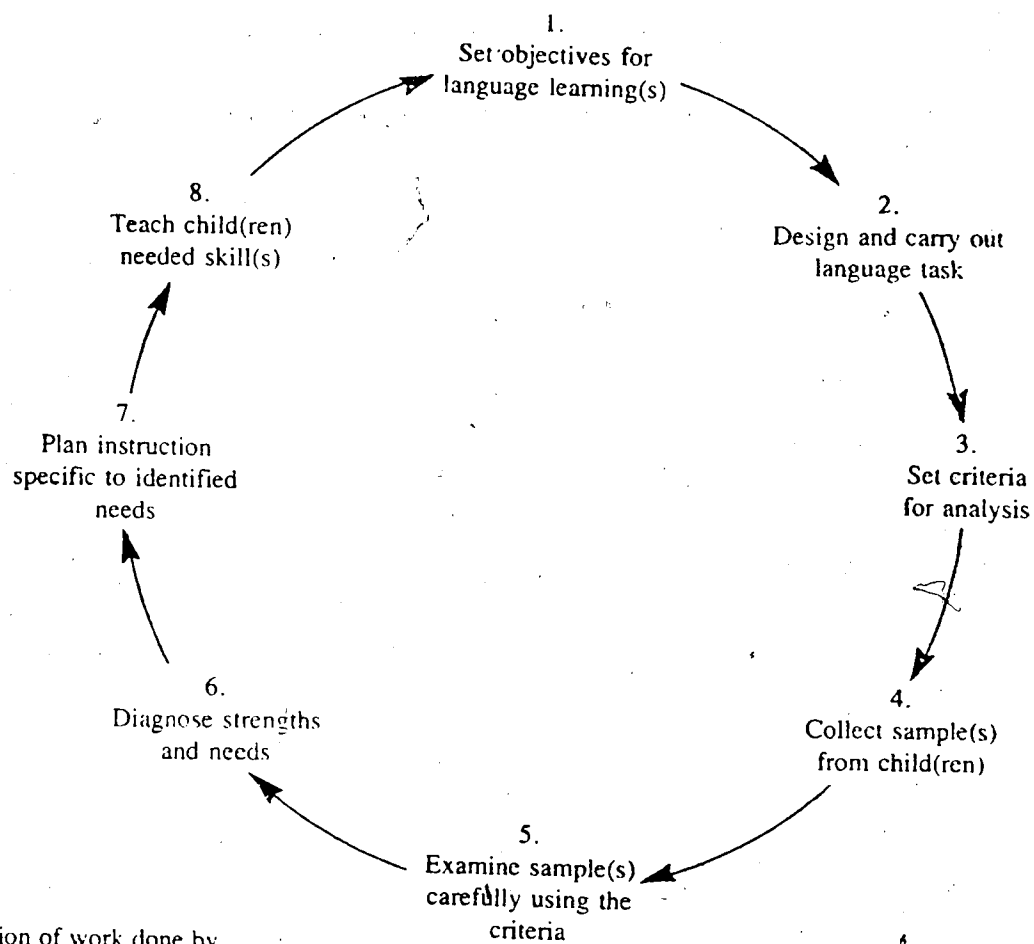 1.
Set objectives for
language learning(s)
2.
Design and carry out
language task
3.
Set criteria
for analysis
4.
Collect sample(s)
from child(ren)
5.
Examine sample(s)
carefully using the
criteria
6.
Diagnose strengths
and needs
7.
Plan instruction
specific to identified
needs
8.
Teach child(ren)
needed skill(s)
of work done by